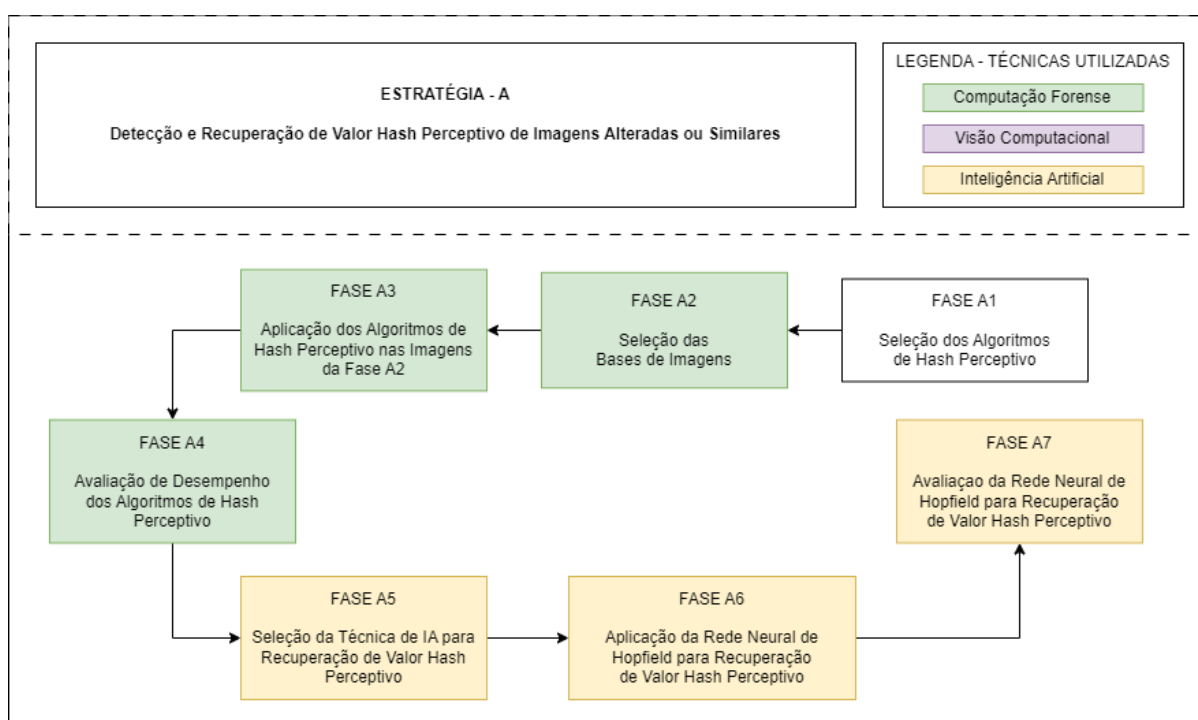 ESTRATÉGIA - A
Detecção e Recuperação de Valor Hash Perceptivo de Imagens Alteradas ou Similares
LEGENDA - TÉCNICAS UTILIZADAS
Computação Forense
Visão Computacional
Inteligência Artificial
FASE A1
Seleção dos Algoritmos
de Hash Perceptivo
FASE A2
Seleção das
Bases de Imagens
FASE A3
Aplicação dos Algoritmos de
Hash Perceptivo nas Imagens
da Fase A2
FASE A4
Avaliação de Desempenho
dos Algoritmos de Hash
Perceptivo
FASE A5
Seleção da Técnica de IA para
Recuperação de Valor Hash
Perceptivo
FASE A6
Aplicação da Rede Neural de
Hopfield para Recuperação
de Valor Hash Perceptivo
FASE A7
Avaliaçao da Rede Neural de
Hopfield para Recuperação
de Valor Hash Perceptivo